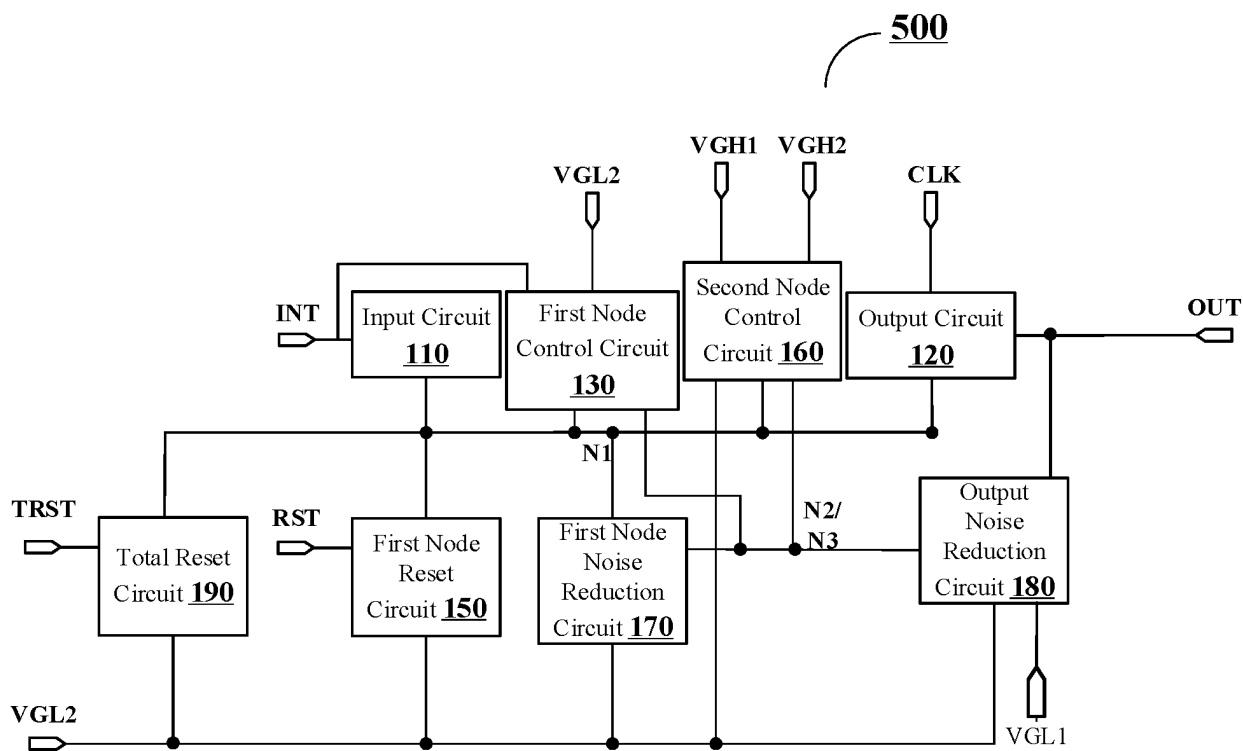 500
VGH1
VGH2
VGL2
CLK
INT
Input Circuit
110
First Node
Control Circuit
130
Second Node
Control
Circuit 160
Output Circuit
120
OUT
N1
TRST
Total Reset
Circuit 190
RST
First Node
Reset
Circuit 150
First Node
Noise
Reduction
Circuit 170
N2/
N3
Output
Noise
Reduction
Circuit 180
VGL2
VGL1